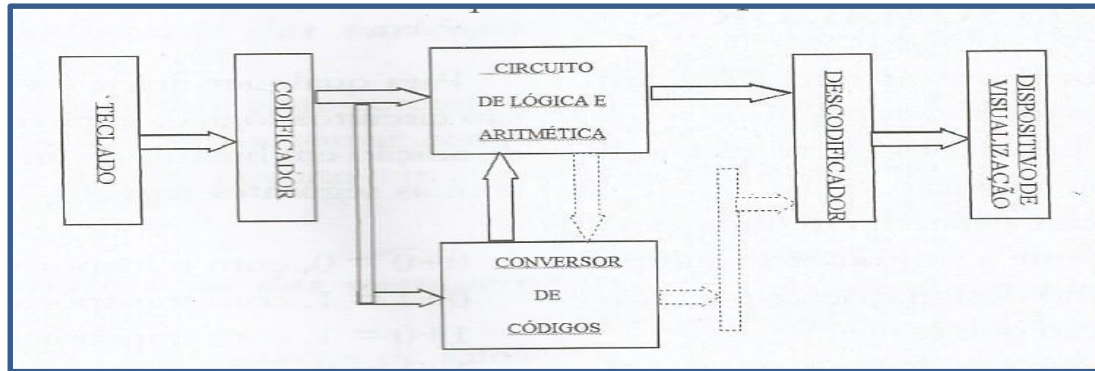 TECLADO
CODIFICADOR
CIRCUITO
DE LÓGICA E
ARITMÉTICA
CONVERSOR
DE
CÓDIGOS
DESCODIFICADOR
DISPOSITIVO DE
VISUALIZAÇÃO